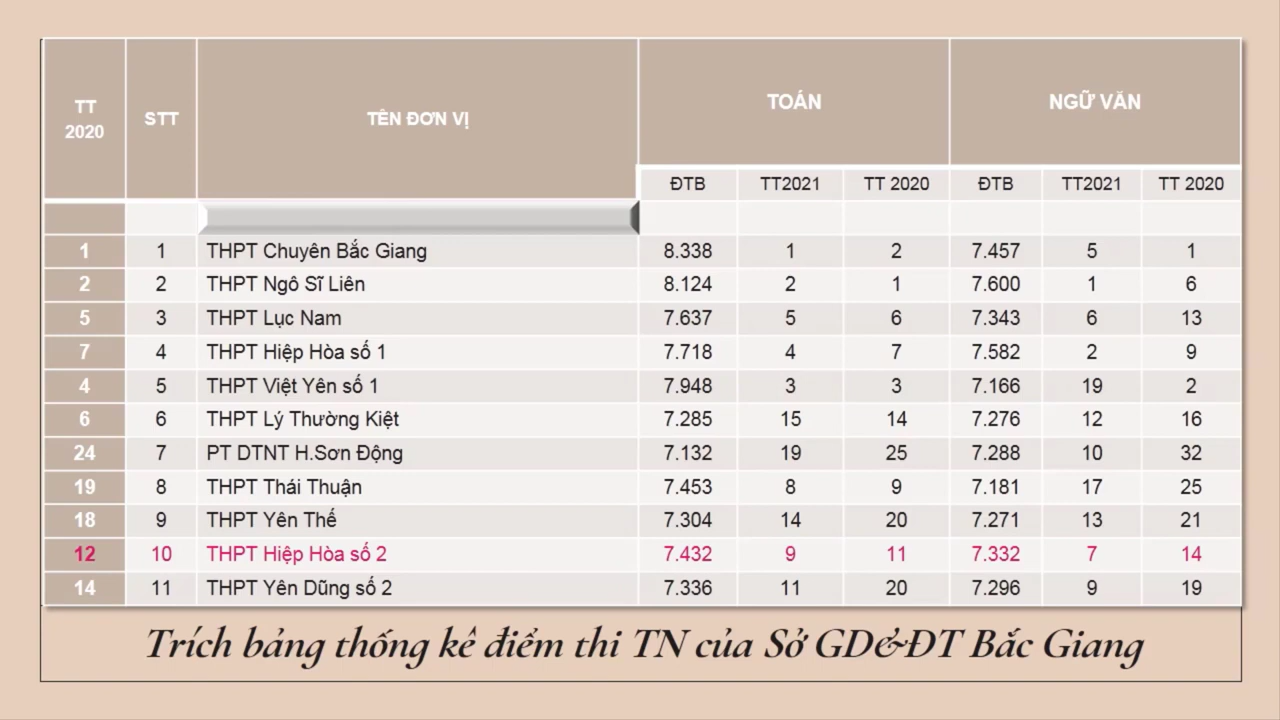 TT 2020 STT TÊN ĐƠN VỊ TOÁN NGỮ VĂN
ĐTB TT2021 TT 2020 ĐTB TT2021 TT 2020
1 1 THPT Chuyên Bắc Giang 8.338 1 2 7.457 5 1
2 2 THPT Ngô Sĩ Liên 8.124 2 1 7.600 1 6
5 3 THPT Lục Nam 7.637 5 6 7.343 6 13
7 4 THPT Hiệp Hòa số 1 7.718 4 7 7.582 2 9
4 5 THPT Việt Yên số 1 7.948 3 3 7.166 19 2
6 6 THPT Lý Thường Kiệt 7.285 15 14 7.276 12 16
24 7 PT DTNT H.Sơn Động 7.132 19 25 7.288 10 32
19 8 THPT Thái Thuận 7.453 8 9 7.181 17 25
18 9 THPT Yên Thế 7.304 14 20 7.271 13 21
12 10 THPT Hiệp Hòa số 2 7.432 9 11 7.332 7 14
14 11 THPT Yên Dũng số 2 7.336 11 20 7.296 9 19
Trích bảng thống kê điểm thi TN của Sở GD&ĐT Bắc Giang